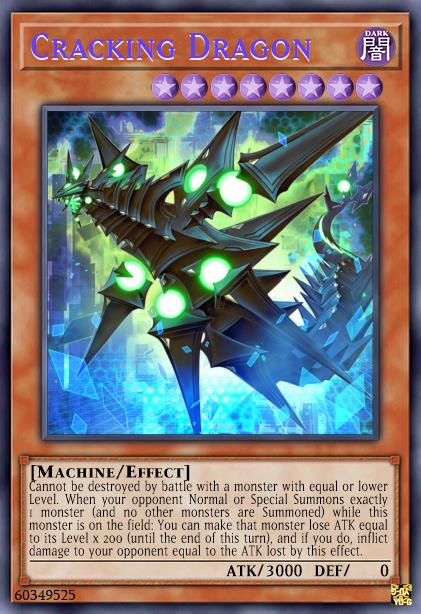 CRACKING DRAGON
DARK
闇
[MACHINE/EFFECT]
Cannot be destroyed by battle with a monster with equal or lower
Level. When your opponent Normal or Special Summons exactly
1 monster (and no other monsters are Summoned) while this
monster is on the field: You can make that monster lose ATK equal
to its Level x 200 (until the end of this turn), and if you do, inflict
damage to your opponent equal to the ATK lost by this effect.
ATK/3000 DEF/ 0
60349525